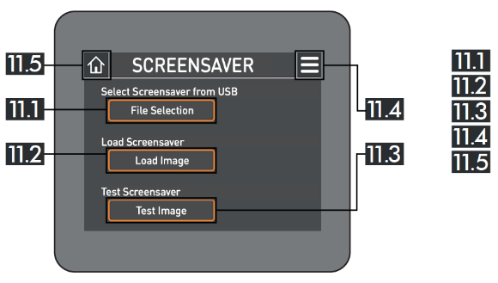 11.5
SCREENSAVER
Select Screensaver from USB
11.1
File Selection
11.4
Load Screensaver
11.2
Load Image
11.3
Test Screensaver
Test Image
11.1
11.2
11.3
11.4
11.5